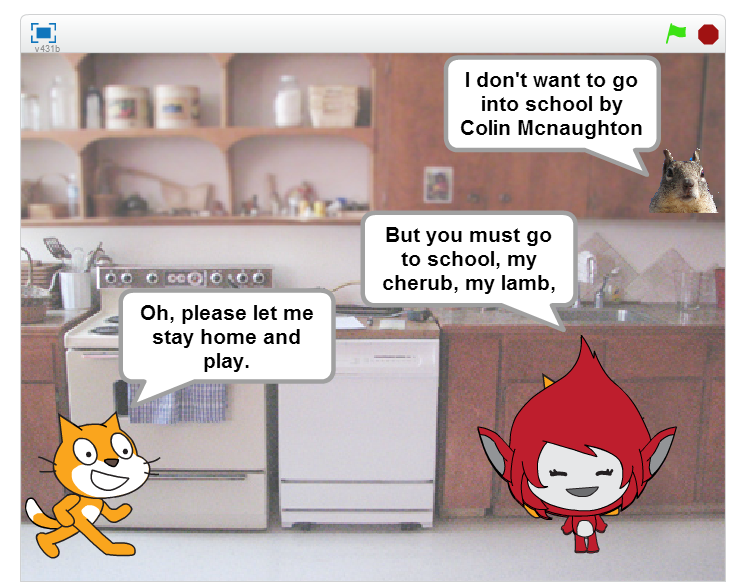 v431b
I don't want to go
into school by
Colin Mcnaughton
But you must go
to school, my
cherub, my lamb,
Oh, please let me
stay home and
play.